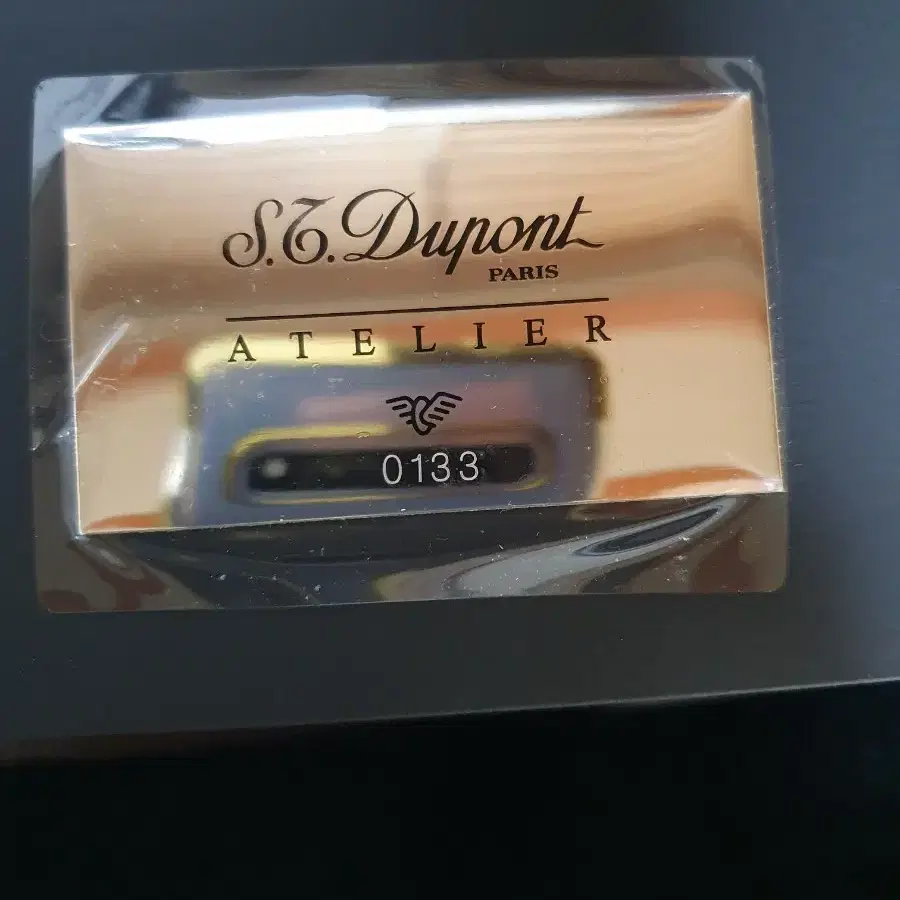 S.T. Dupont
PARIS
ATELIER
0133